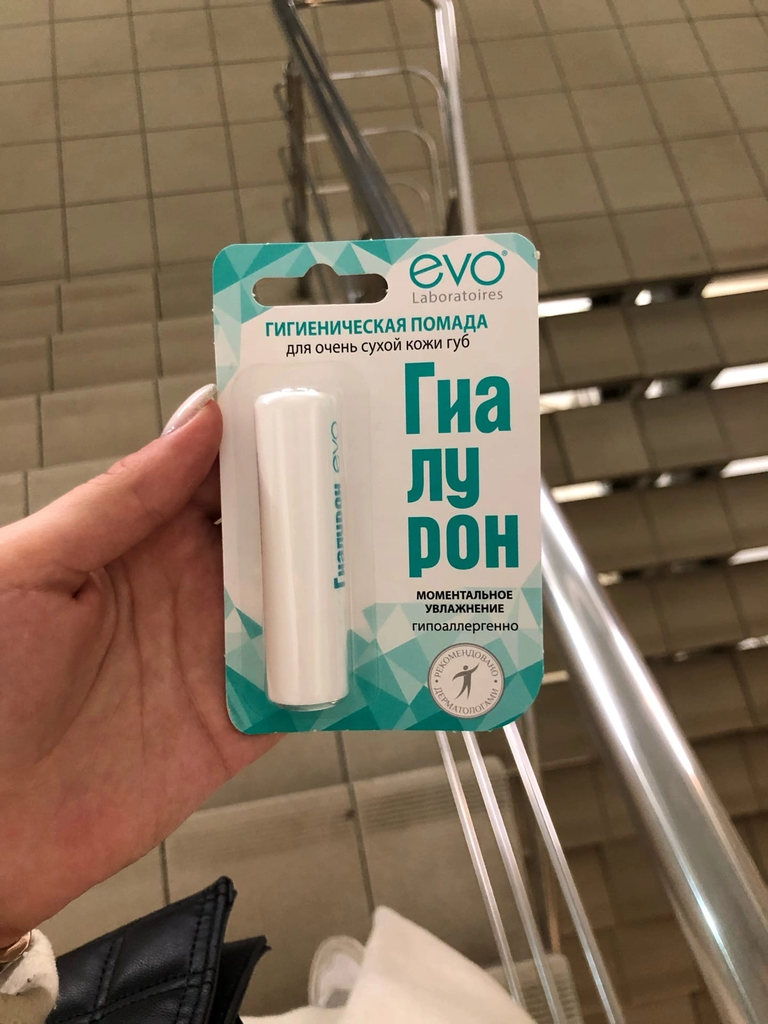 evo®
Laboratoires
ГИГИЕНИЧЕСКАЯ ПОМАДА
для очень сухой кожи губ
Гиа
лу
рон
Гиалурон evo
МОМЕНТАЛЬНОЕ
УВЛАЖНЕНИЕ
гипоаллергенно
• РЕКОМЕНДОВАНО •
ДЕРМАТОЛОГАМИ